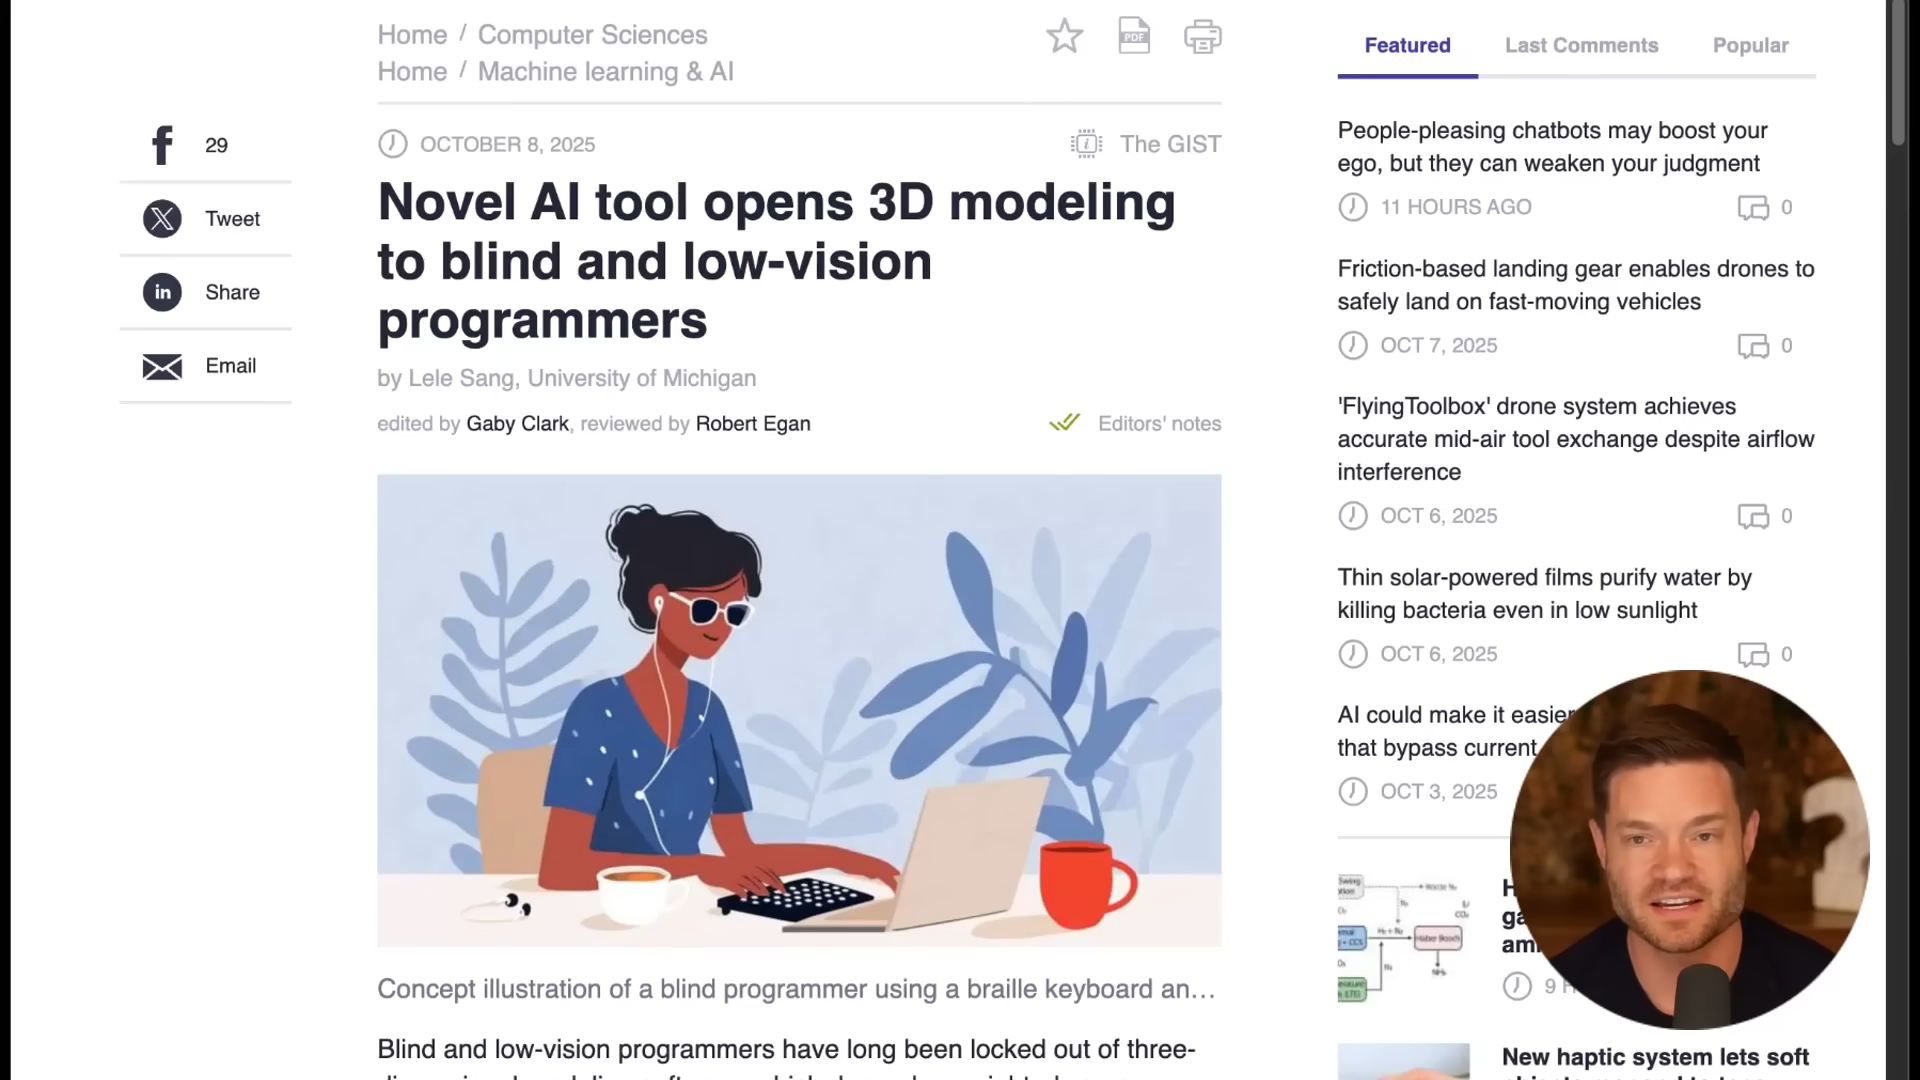 Home / Computer Sciences
Home / Machine learning & AI
PDF
29
Tweet
Share
Email
OCTOBER 8, 2025
The GIST
Novel AI tool opens 3D modeling
to blind and low-vision
programmers
by Lele Sang, University of Michigan
edited by Gaby Clark, reviewed by Robert Egan
Editors' notes
Concept illustration of a blind programmer using a braille keyboard an…
Blind and low-vision programmers have long been locked out of three-
Featured
Last Comments
Popular
People-pleasing chatbots may boost your
ego, but they can weaken your judgment
11 HOURS AGO
0
Friction-based landing gear enables drones to
safely land on fast-moving vehicles
OCT 7, 2025
0
'FlyingToolbox' drone system achieves
accurate mid-air tool exchange despite airflow
interference
OCT 6, 2025
0
Thin solar-powered films purify water by
killing bacteria even in low sunlight
OCT 6, 2025
0
AI could make it easier
that bypass current
OCT 3, 2025
Haber Bosch
NH₃
9
New haptic system lets soft